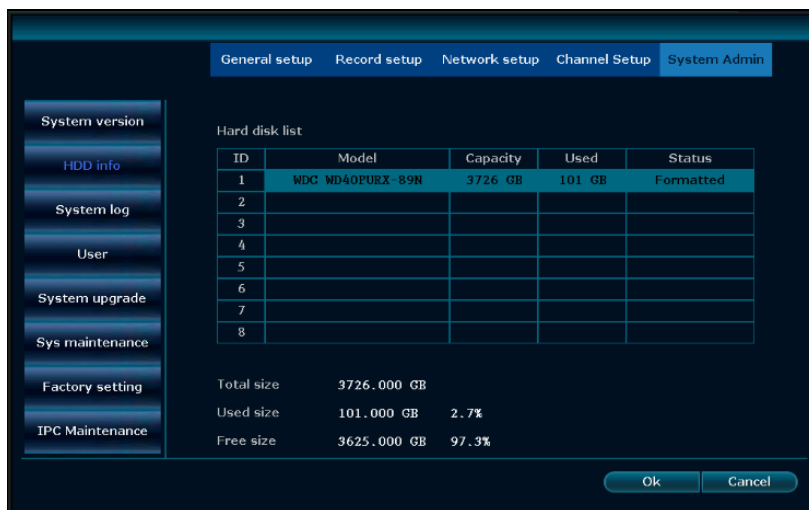 General setup Record setup Network setup Channel Setup System Admin
System version
HDD info
System log
User
System upgrade
Sys maintenance
Factory setting
IPC Maintenance
Hard disk list
ID Model Capacity Used Status
1 WDC WD40PURX-89N 3726 GB 101 GB Formatted
2
3
4
5
6
7
8
Total size 3726.000 GB
Used size 101.000 GB 2.7%
Free size 3625.000 GB 97.3%
Ok Cancel